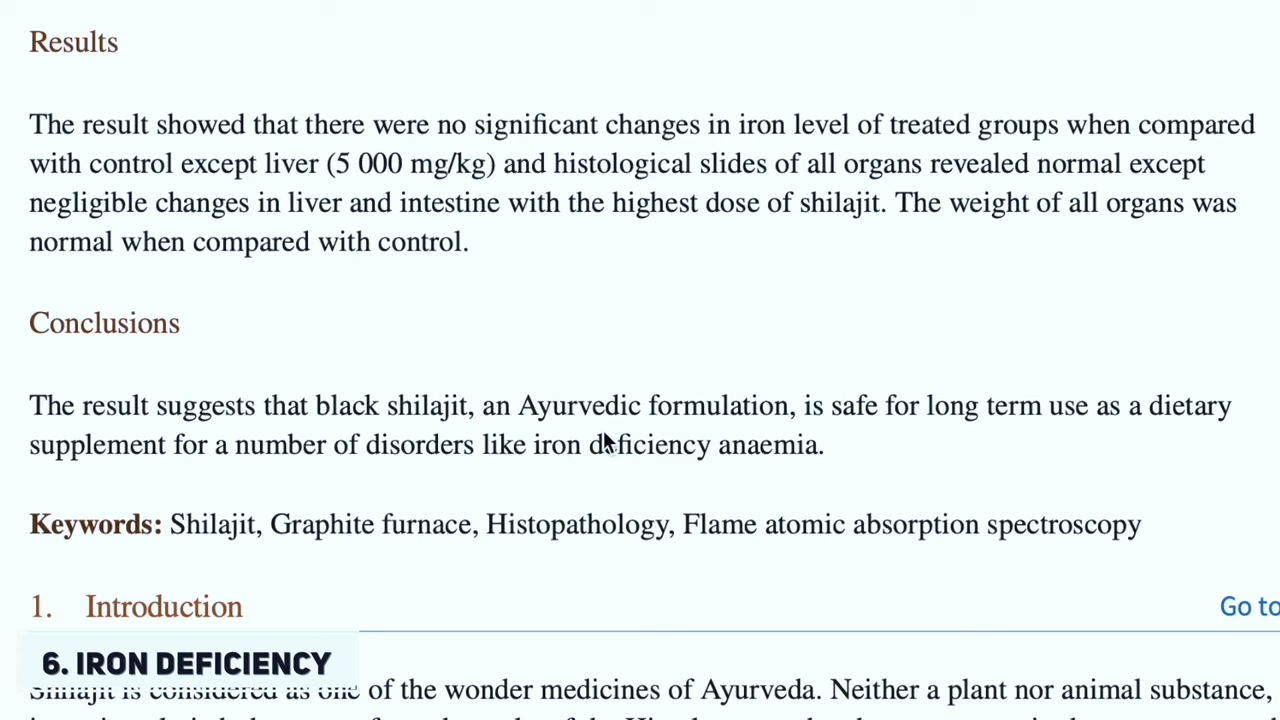 Results
The result showed that there were no significant changes in iron level of treated groups when compared
with control except liver (5 000 mg/kg) and histological slides of all organs revealed normal except
negligible changes in liver and intestine with the highest dose of shilajit. The weight of all organs was
normal when compared with control.
Conclusions
The result suggests that black shilajit, an Ayurvedic formulation, is safe for long term use as a dietary
supplement for a number of disorders like iron deficiency anaemia.
Keywords: Shilajit, Graphite furnace, Histopathology, Flame atomic absorption spectroscopy
1. Introduction
Go to
6. IRON DEFICIENCY
Shilajit is considered as one of the wonder medicines of Ayurveda. Neither a plant nor animal substance,